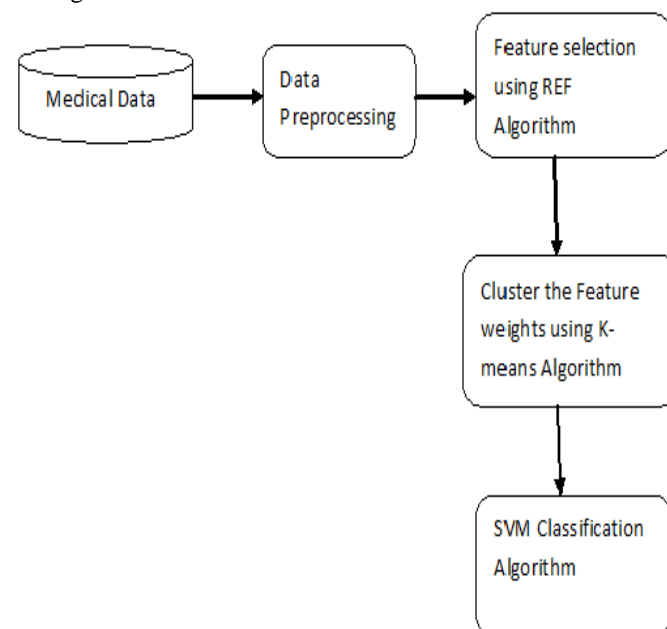 Medical Data
Data
Preprocessing
Feature selection
using REF
Algorithm
Cluster the Feature
weights using K-
means Algorithm
SVM Classification
Algorithm